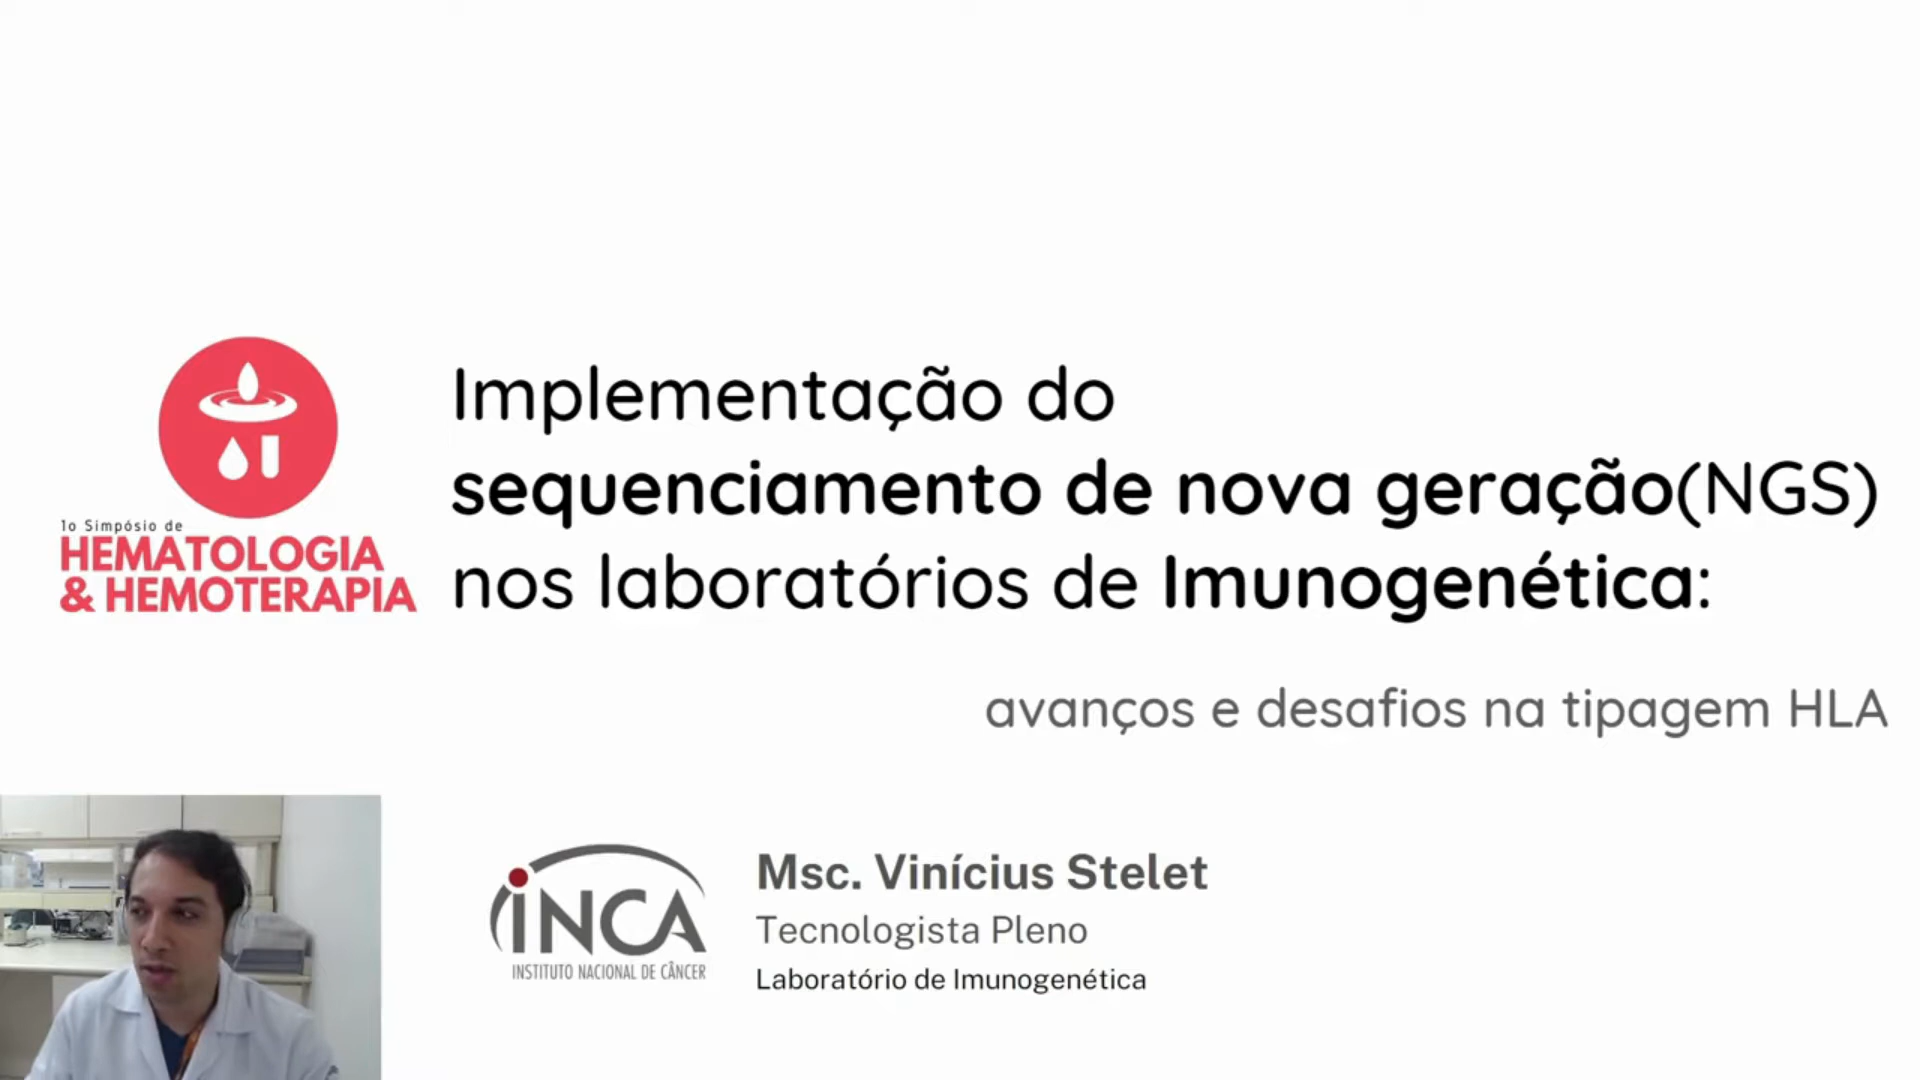 1o Simpósio de
HEMATOLOGIA
& HEMOTERAPIA
Implementação do
sequenciamento de nova geração(NGS)
nos laboratórios de Imunogenética:
avanços e desafios na tipagem HLA
INCA
INSTITUTO NACIONAL DE CÂNCER
Msc. Vinícius Stelet
Tecnologista Pleno
Laboratório de Imunogenética